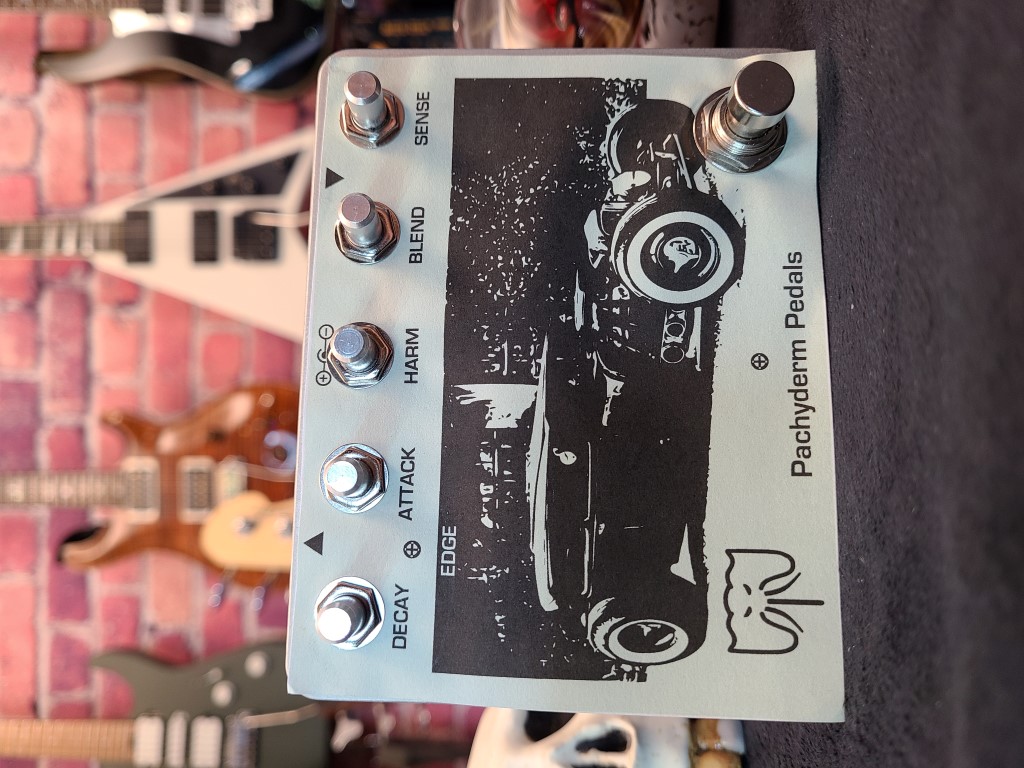 DECAY
ATTACK
HARM
BLEND
SENSE
EDGE
Pachyderm Pedals